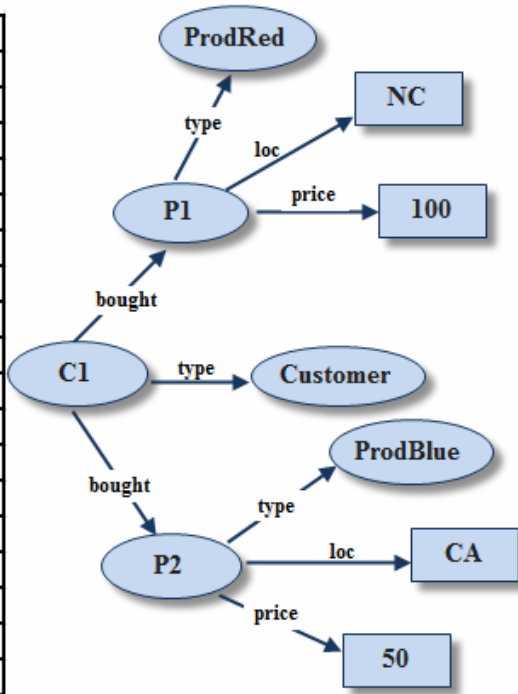 ProdRed
type
NC
loc
P1
price
100
bought
C1
type
Customer
bought
ProdBlue
type
P2
loc
CA
price
50